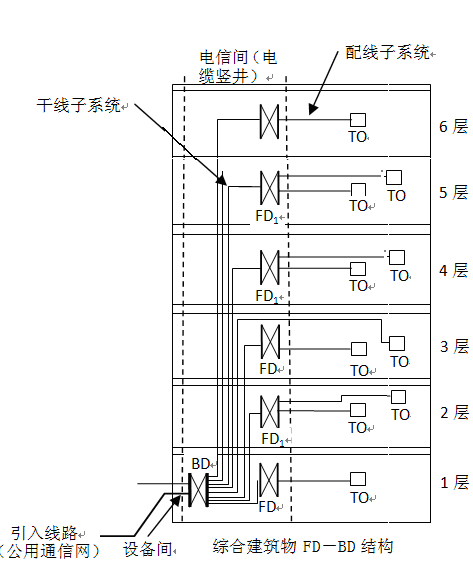 电信间（电
缆竖井）
配线子系统
干线子系统
TO
6 层
FD1
TO
TO
5 层
FD1
TO
TO
4 层
FD
TO
TO
3 层
FD1
TO
TO
2 层
BD
FD
TO
1 层
引入线路
（公用通信网）
设备间
综合建筑物 FD－BD 结构